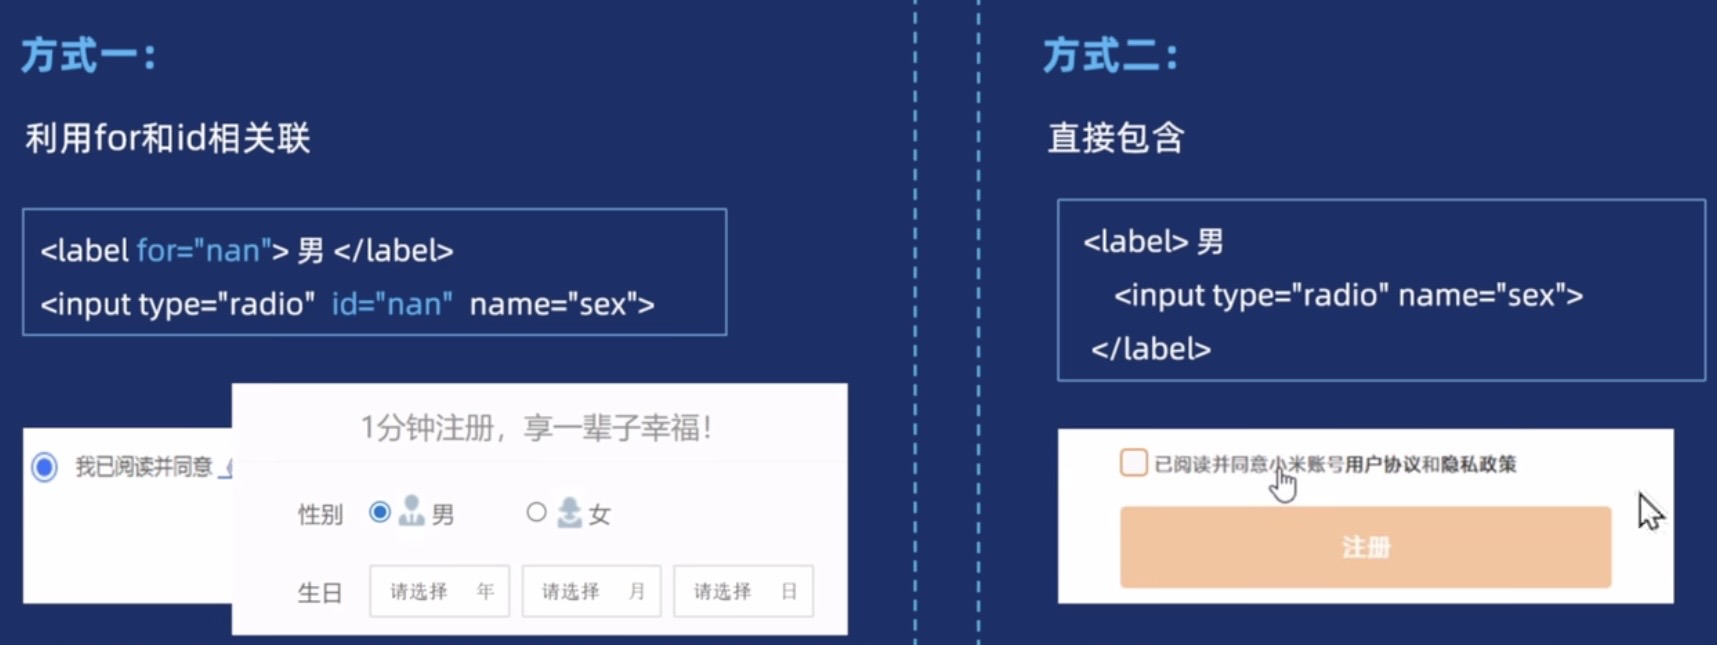 方式一：
利用for和id相关联
<label for="nan"> 男 </label>
<input type="radio" id="nan" name="sex">
我已阅读并同意
1分钟注册，享一辈子幸福！
性别 男 女
生日 请选择 年 请选择 月 请选择 日
方式二：
直接包含
<label> 男
<input type="radio" name="sex">
</label>
已阅读并同意小米账号用户协议和隐私政策
注册